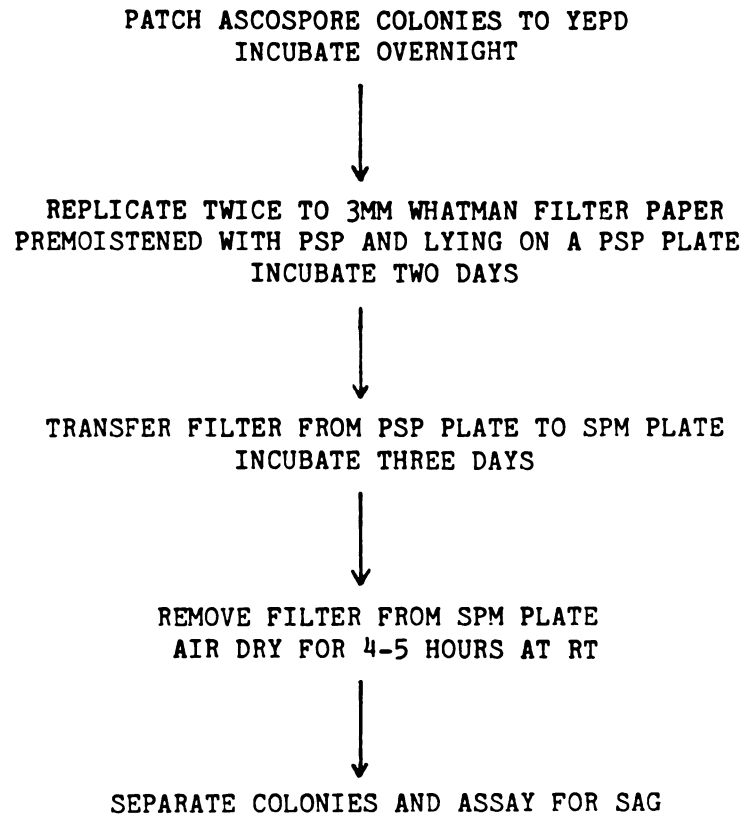 PATCH ASCOSPORE COLONIES TO YEPD
INCUBATE OVERNIGHT
REPLICATE TWICE TO 3MM WHATMAN FILTER PAPER
PREMOISTENED WITH PSP AND LYING ON A PSP PLATE
INCUBATE TWO DAYS
TRANSFER FILTER FROM PSP PLATE TO SPM PLATE
INCUBATE THREE DAYS
REMOVE FILTER FROM SPM PLATE
AIR DRY FOR 4-5 HOURS AT RT
SEPARATE COLONIES AND ASSAY FOR SAG